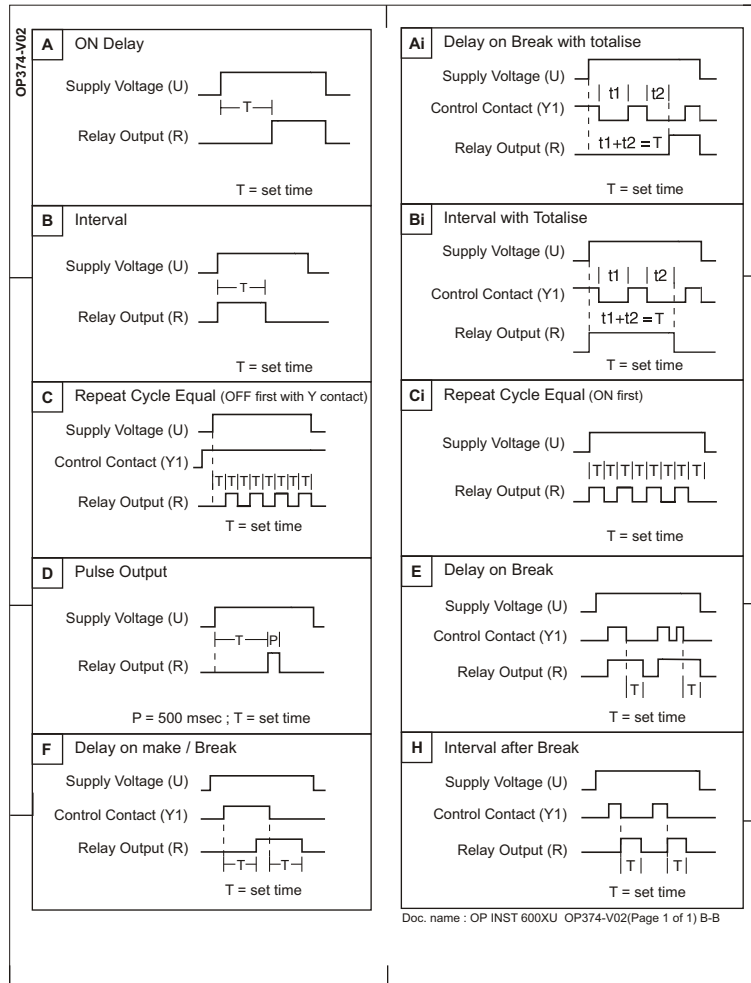 OP374-V02
A ON Delay
Supply Voltage (U)
T
Relay Output (R)
T = set time
B Interval
Supply Voltage (U)
T
Relay Output (R)
T = set time
C Repeat Cycle Equal (OFF first with Y contact)
Supply Voltage (U)
Control Contact (Y1)
T T T T T T T T
Relay Output (R)
T = set time
D Pulse Output
Supply Voltage (U)
T P
Relay Output (R)
P = 500 msec ; T = set time
F Delay on make / Break
Supply Voltage (U)
Control Contact (Y1)
Relay Output (R)
T T
T = set time
Ai Delay on Break with totalise
Supply Voltage (U)
t1 t2
Control Contact (Y1)
Relay Output (R) t1+t2 = T
T = set time
Bi Interval with Totalise
Supply Voltage (U)
t1 t2
Control Contact (Y1)
t1+t2 = T
Relay Output (R)
T = set time
Ci Repeat Cycle Equal (ON first)
Supply Voltage (U)
T T T T T T T T
Relay Output (R)
T = set time
E Delay on Break
Supply Voltage (U)
Control Contact (Y1)
Relay Output (R)
T T
T = set time
H Interval after Break
Supply Voltage (U)
Control Contact (Y1)
Relay Output (R)
T T
T = set time
Doc. name : OP INST 600XU OP374-V02(Page 1 of 1) B-B